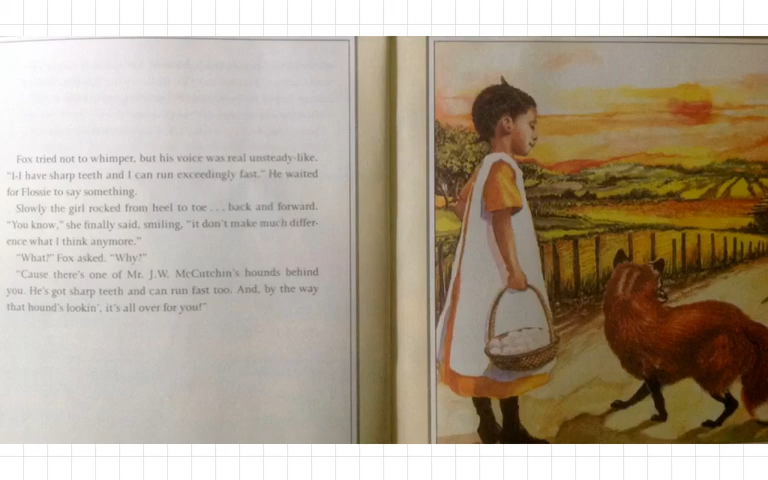 Fox tried not to whimper, but his voice was real unsteady-like.
"I-I have sharp teeth and I can run exceedingly fast." He waited
for Flossie to say something.
Slowly the girl rocked from heel to toe . . . back and forward.
"You know," she finally said, smiling, "it don't make much differ-
ence what I think anymore."
"What?" Fox asked. "Why?"
"Cause there's one of Mr. J.W. McCutchin's hounds behind
you. He's got sharp teeth and can run fast too. And, by the way
that hound's lookin', it's all over for you!"